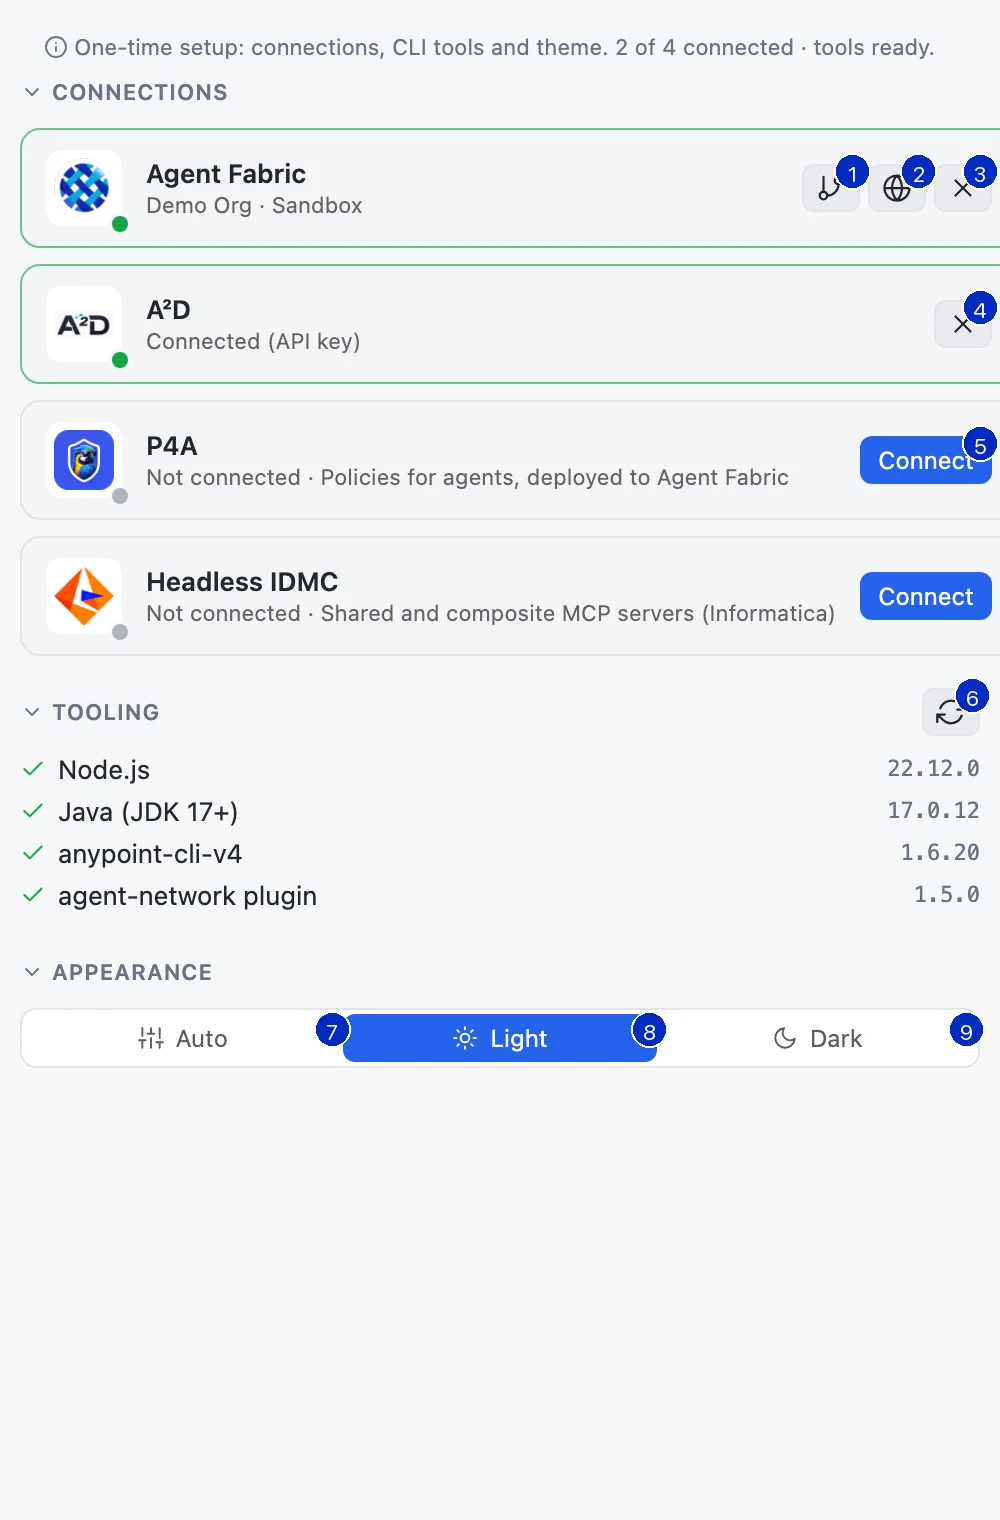 One-time setup: connections, CLI tools and theme. 2 of 4 connected · tools ready.
CONNECTIONS
Agent Fabric
Demo Org · Sandbox
1
2
3
A²D
A²D
Connected (API key)
4
P4A
Not connected · Policies for agents, deployed to Agent Fabric
Connect
5
Headless IDMC
Not connected · Shared and composite MCP servers (Informatica)
Connect
TOOLING
6
Node.js 22.12.0
Java (JDK 17+) 17.0.12
anypoint-cli-v4 1.6.20
agent-network plugin 1.5.0
APPEARANCE
Auto 7 Light 8 Dark 9